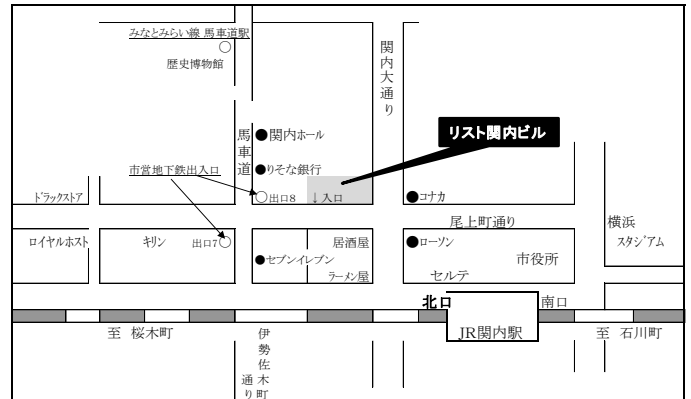 みなとみらい線 馬車道駅
歴史博物館
関内大通り
リスト関内ビル
馬車道
関内ホール
りそな銀行
市営地下鉄出入口
ドラックストア
出口8
↓入口
コナカ
尾上町通り
横浜
スタジアム
ロイヤルホスト
キリン
出口7
居酒屋
ローソン
セブンイレブン
市役所
ラーメン屋
セルテ
北口
南口
至 桜木町
JR関内駅
至 石川町
伊勢佐木町
通り